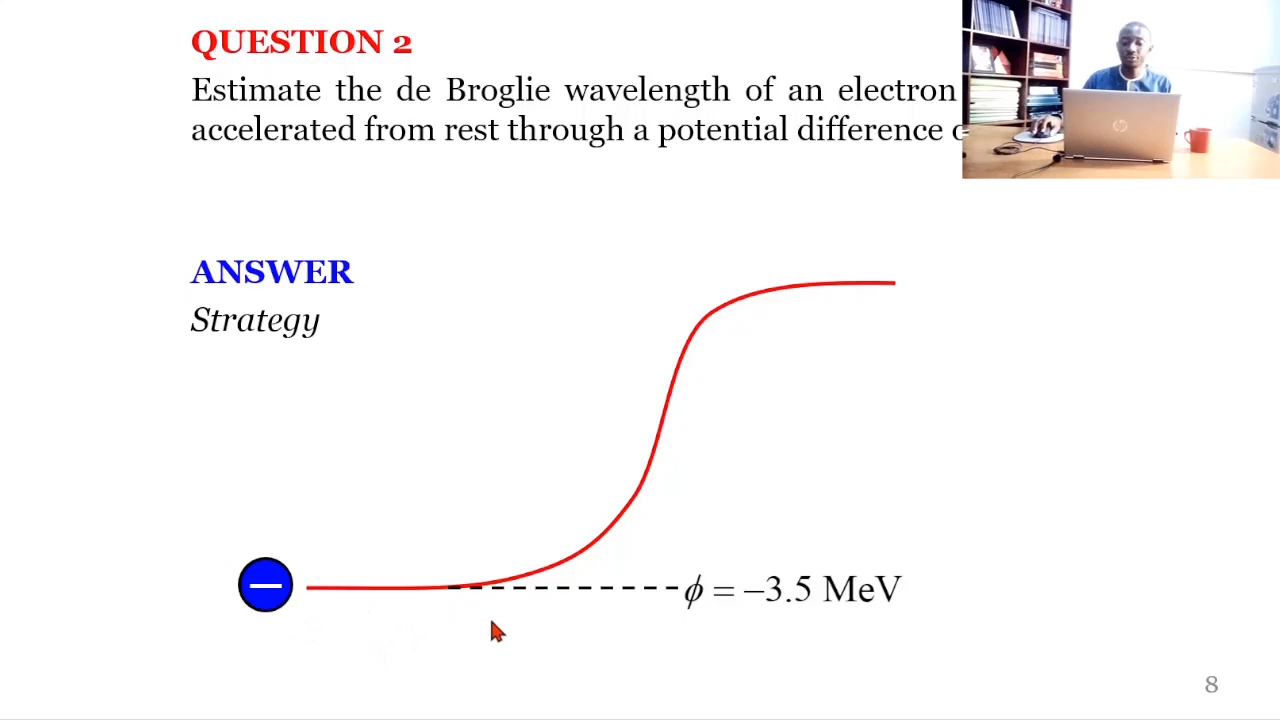 QUESTION 2
Estimate the de Broglie wavelength of an electron
accelerated from rest through a potential difference
ANSWER
Strategy
ϕ = −3.5 MeV
8